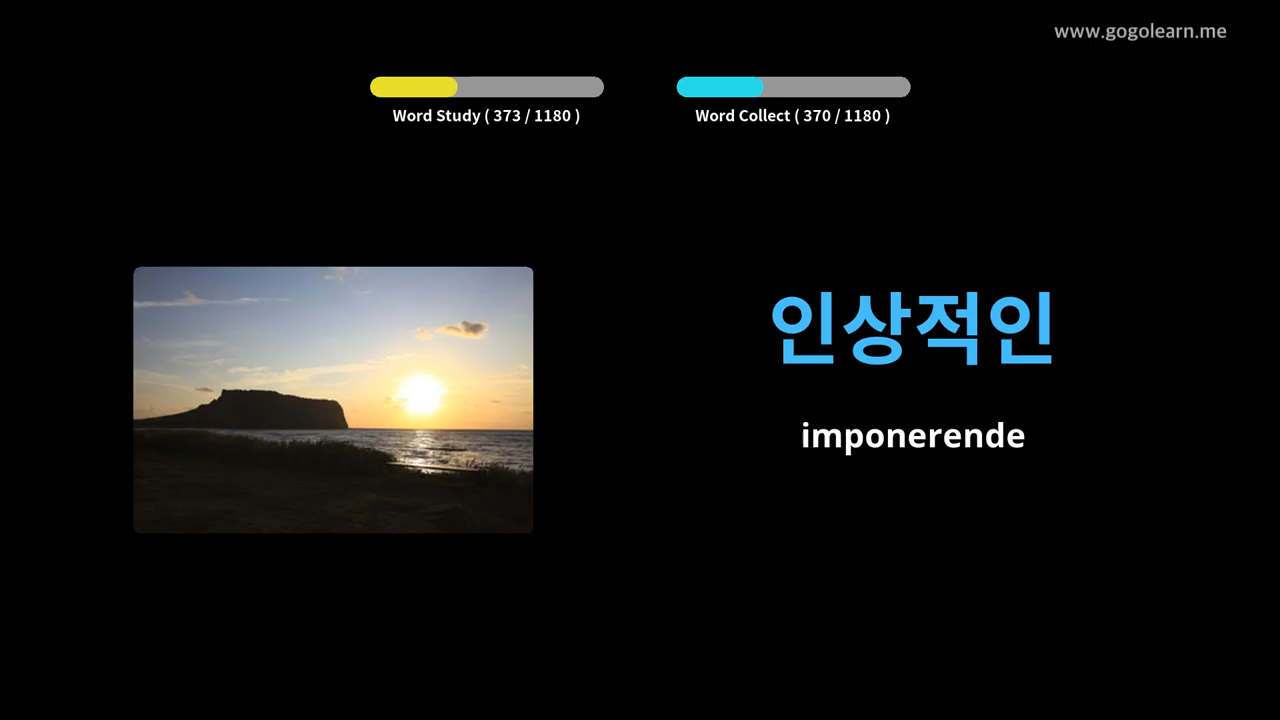 www.gogolearn.me
Word Study ( 373 / 1180 )
Word Collect ( 370 / 1180 )
인상적인
imponerende